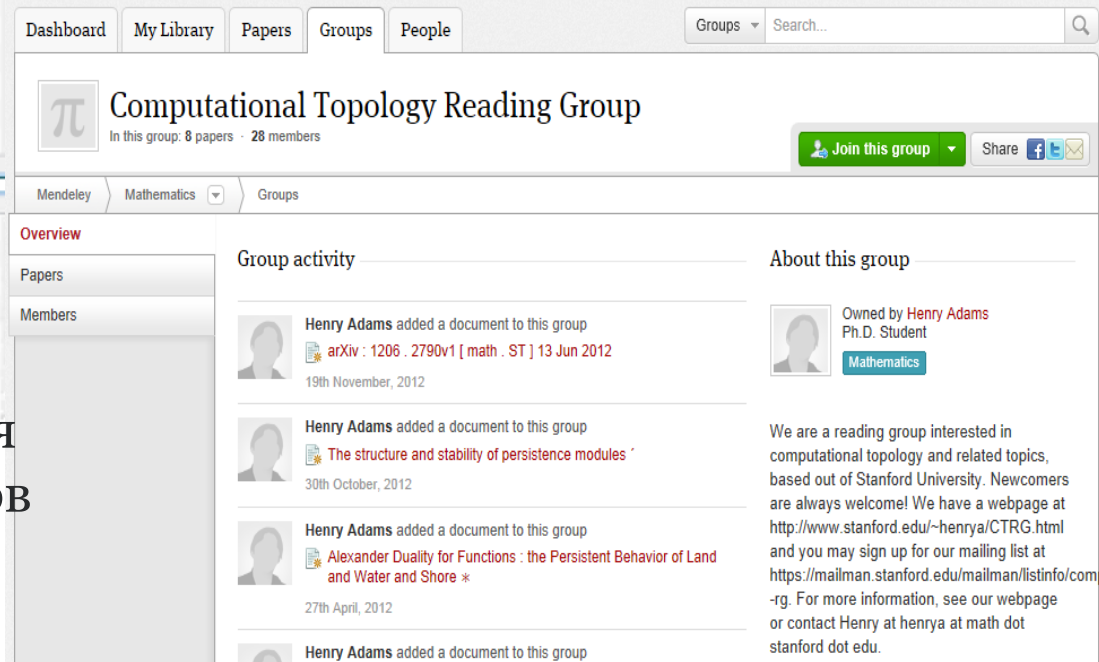 Dashboard
My Library
Papers
Groups
People
Groups
Search...
π
Computational Topology Reading Group
In this group: 8 papers · 28 members
Join this group
Share
Mendeley
Mathematics
Groups
Overview
Papers
Members
Group activity
Henry Adams added a document to this group
arXiv : 1206 . 2790v1 [ math . ST ] 13 Jun 2012
19th November, 2012
Henry Adams added a document to this group
The structure and stability of persistence modules ´
30th October, 2012
Henry Adams added a document to this group
Alexander Duality for Functions : the Persistent Behavior of Land
and Water and Shore ∗
27th April, 2012
Henry Adams added a document to this group
About this group
Owned by Henry Adams
Ph.D. Student
Mathematics
We are a reading group interested in
computational topology and related topics,
based out of Stanford University. Newcomers
are always welcome! We have a webpage at
http://www.stanford.edu/~henrya/CTRG.html
and you may sign up for our mailing list at
https://mailman.stanford.edu/mailman/listinfo/com
-rg. For more information, see our webpage
or contact Henry at henrya at math dot
stanford dot edu.